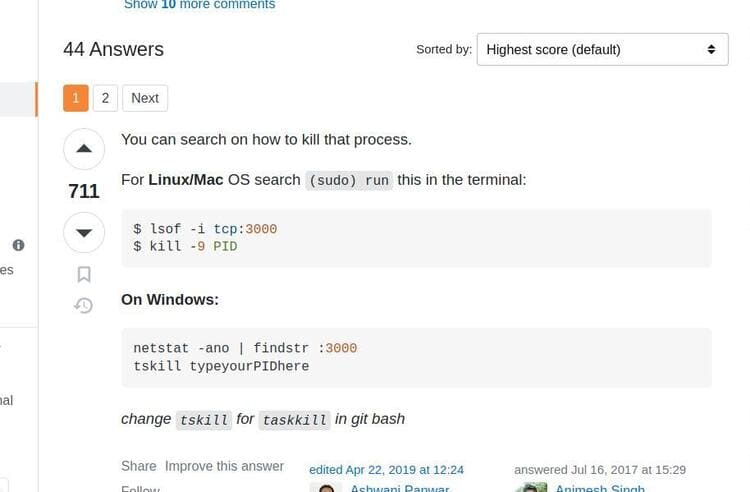 Show 10 more comments
44 Answers
Sorted by: Highest score (default)
1 2 Next
You can search on how to kill that process.
For Linux/Mac OS search (sudo) run this in the terminal:
711
$ lsof -i tcp:3000
$ kill -9 PID
es
On Windows:
netstat -ano | findstr :3000
tskill typeyourPIDhere
nal
change tskill for taskkill in git bash
Share Improve this answer
edited Apr 22, 2019 at 12:24
answered Jul 16, 2017 at 15:29
Follow
Ashwani Panwar
Animesh Singh